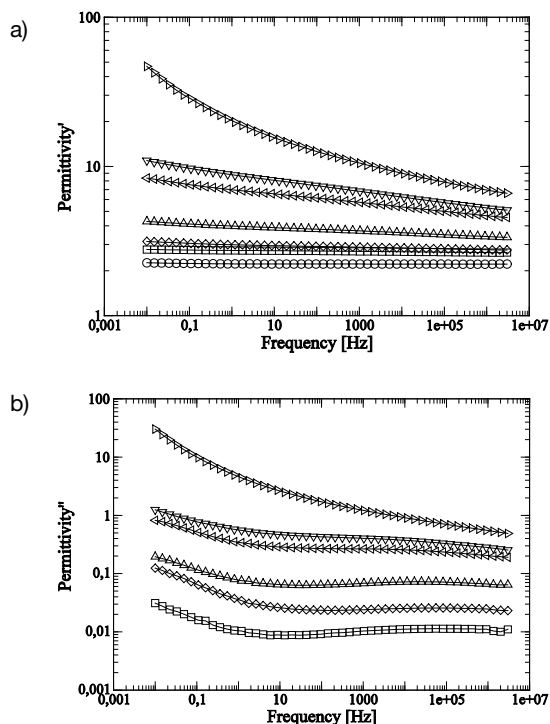 a)
100
10
1
Permittivity'
0,001 0,1 10 1000 1e+05 1e+07
Frequency [Hz]
b)
100
10
1
0,1
0,01
0,001
Permittivity''
0,001 0,1 10 1000 1e+05 1e+07
Frequency [Hz]